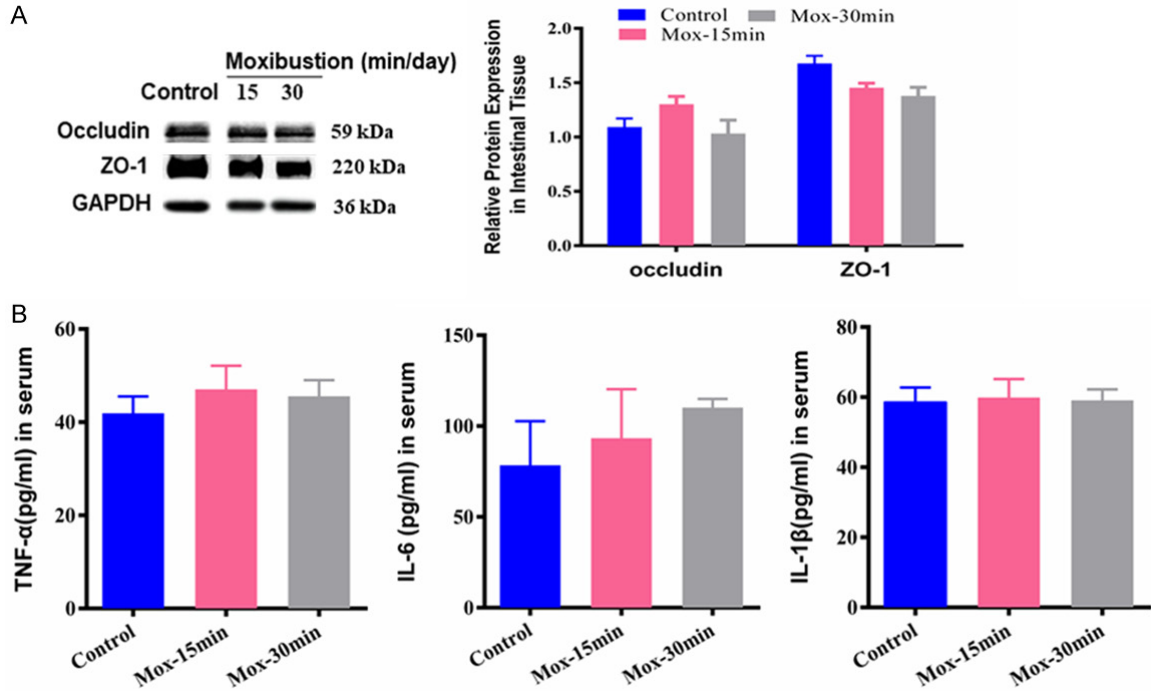 A
Moxibustion (min/day)
Control 15 30
Occludin 59 kDa
ZO-1 220 kDa
GAPDH 36 kDa
Control Mox-30min
Mox-15min
Relative Protein Expression
in Intestinal Tissue
2.0
1.5
1.0
0.5
0.0
occludin ZO-1
B
TNF-α(pg/ml) in serum
60
40
20
0
Control Mox-15min Mox-30min
IL-6 (pg/ml) in serum
150
100
50
0
Control Mox-15min Mox-30min
IL-1β(pg/ml) in serum
80
60
40
20
0
Control Mox-15min Mox-30min